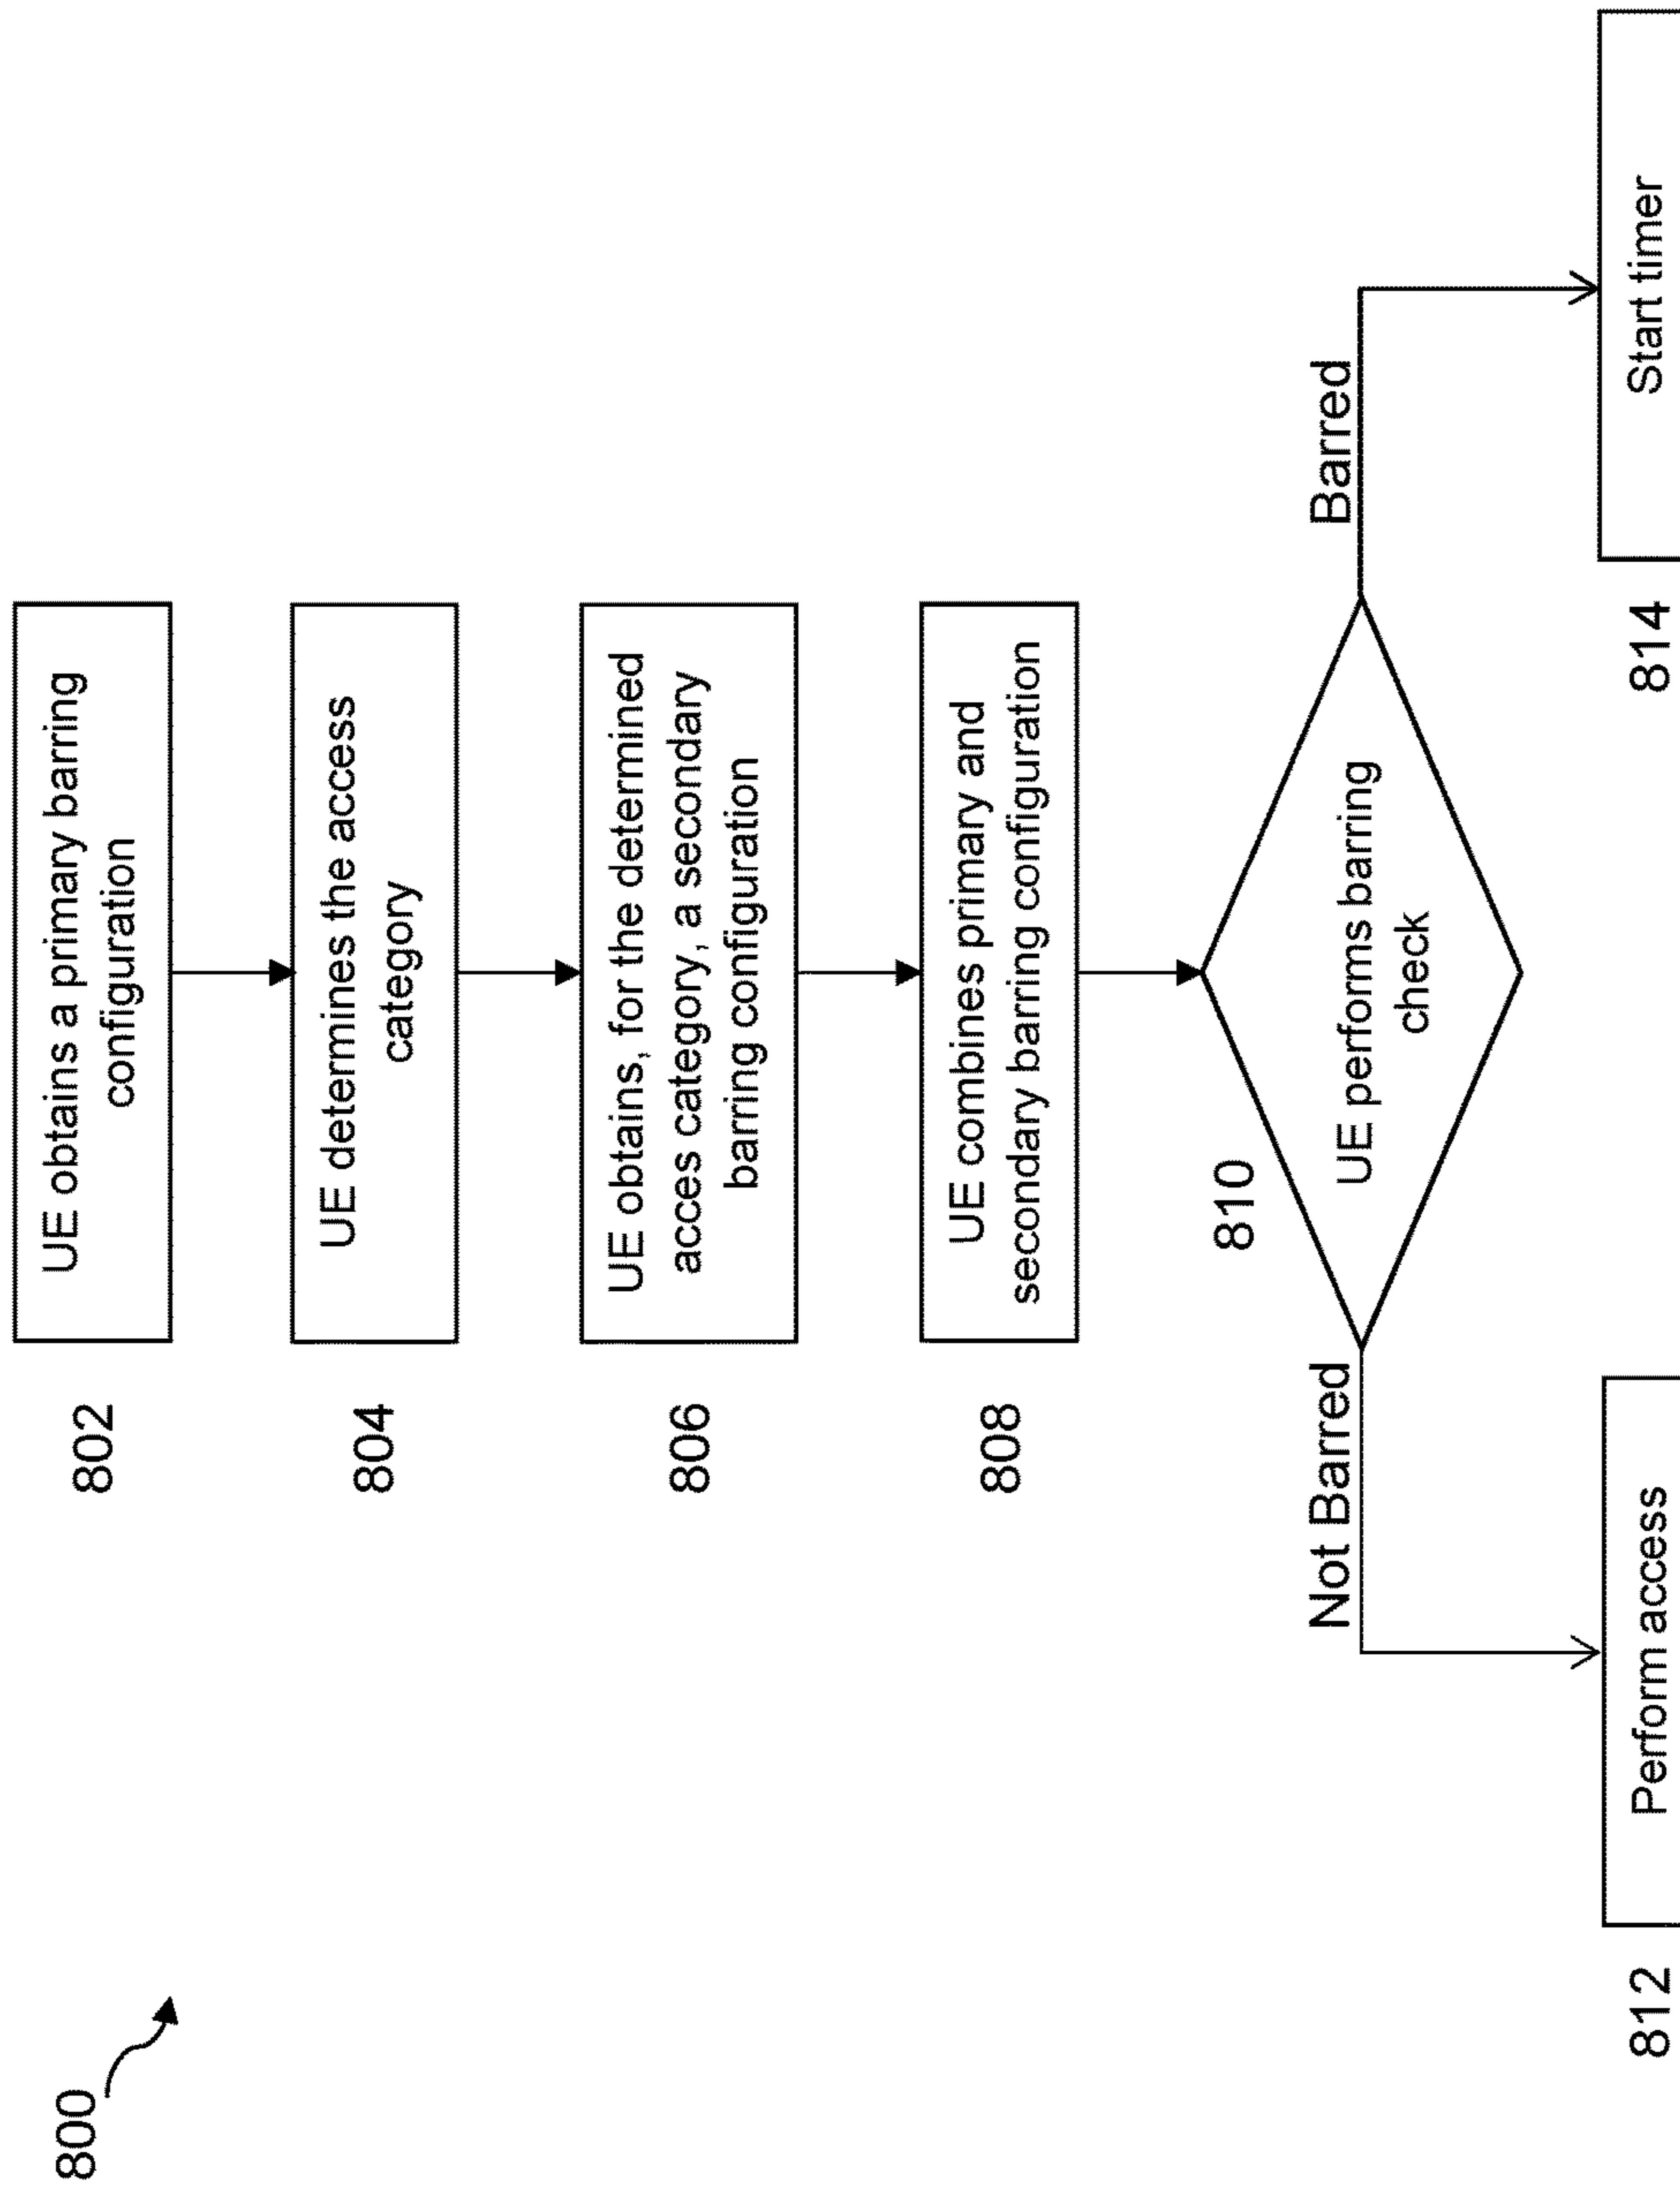 800
802
UE obtains a primary barring
configuration
804
UE determines the access
category
806
UE obtains, for the determined
acces category, a secondary
barring configuration
808
UE combines primary and
secondary barring configuration
810
UE performs barring
check
Not Barred
Barred
812
Perform access
814
Start timer